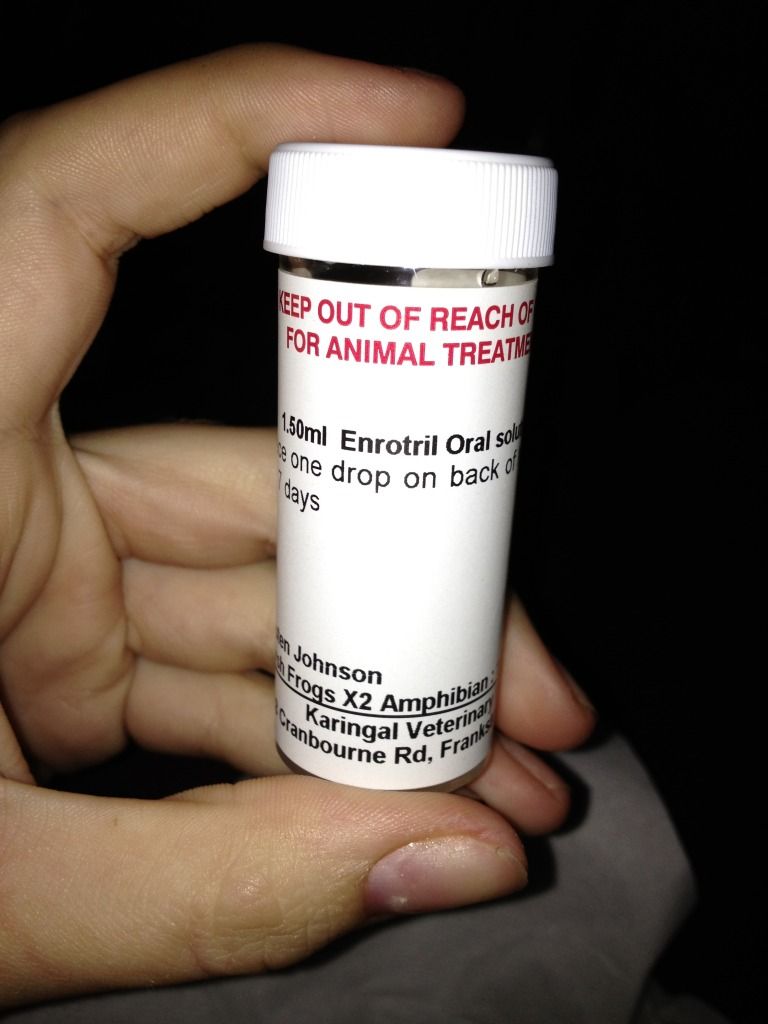 KEEP OUT OF REACH OF
FOR ANIMAL TREATME
1.50ml Enrotril Oral solu
ce one drop on back of
7 days
en Johnson
h Frogs X2 Amphibian :
Karingal Veterinary
Cranbourne Rd, Franks